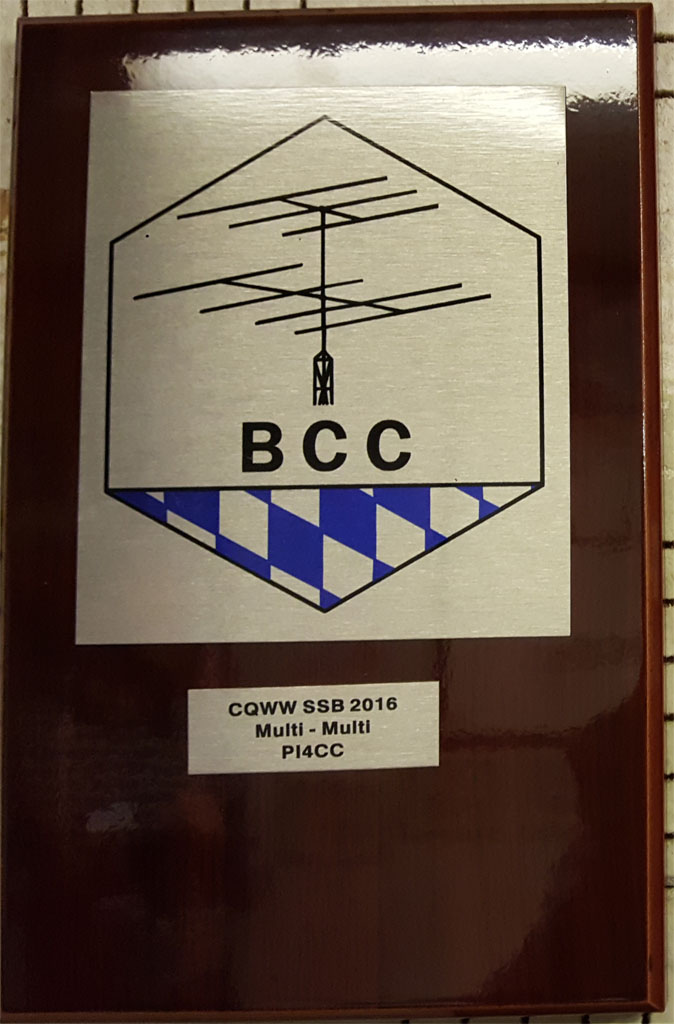 BCC
CQWW SSB 2016
Multi - Multi
PI4CC